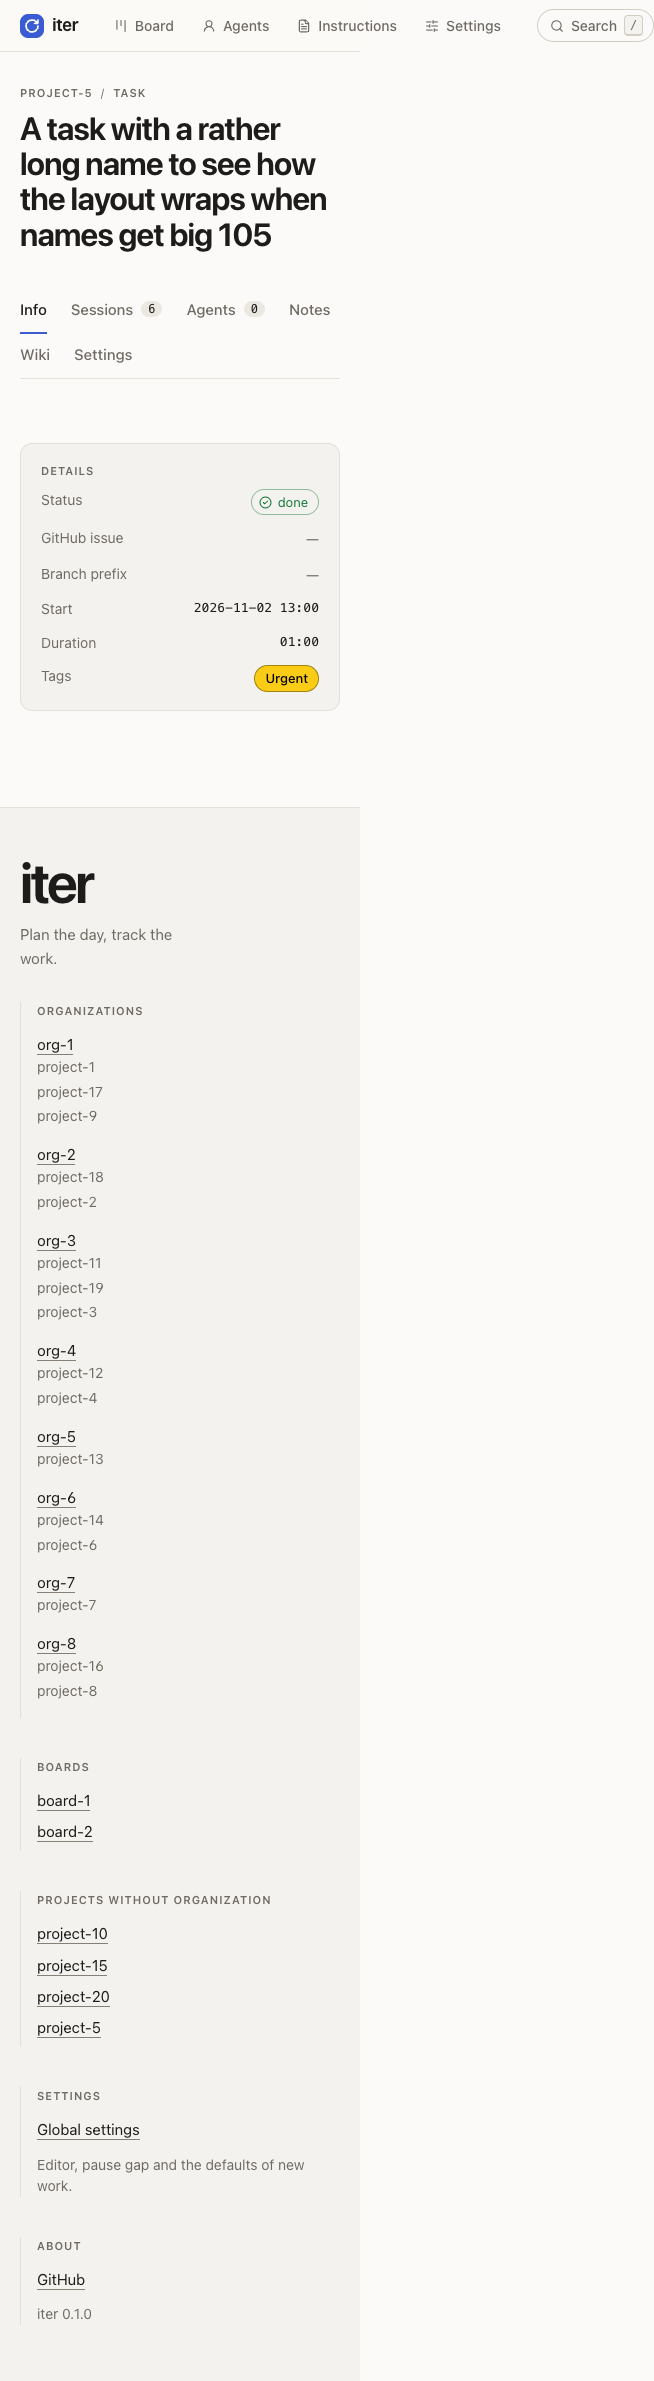 iter Board Agents Instructions Settings Search /
PROJECT-5 / TASK
A task with a rather
long name to see how
the layout wraps when
names get big 105
Info Sessions 6 Agents 0 Notes
Wiki Settings
DETAILS
Status done
GitHub issue —
Branch prefix —
Start 2026-11-02 13:00
Duration 01:00
Tags Urgent
iter
Plan the day, track the
work.
ORGANIZATIONS
org-1
project-1
project-17
project-9
org-2
project-18
project-2
org-3
project-11
project-19
project-3
org-4
project-12
project-4
org-5
project-13
org-6
project-14
project-6
org-7
project-7
org-8
project-16
project-8
BOARDS
board-1
board-2
PROJECTS WITHOUT ORGANIZATION
project-10
project-15
project-20
project-5
SETTINGS
Global settings
Editor, pause gap and the defaults of new
work.
ABOUT
GitHub
iter 0.1.0